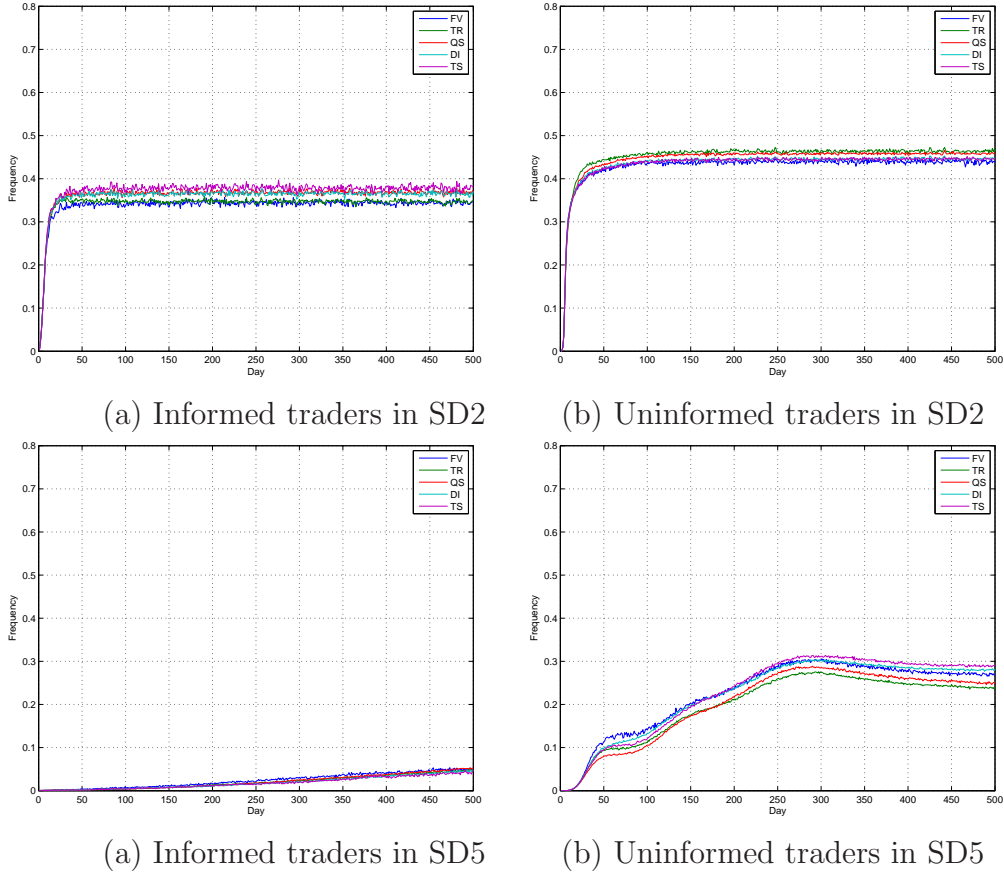 0.8
0.7
0.6
0.5
0.4
0.3
0.2
0.1
0
Frequency
FV
TR
QS
DI
TS
0 50 100 150 200 250 300 350 400 450 500
Day
(a) Informed traders in SD2
0.8
0.7
0.6
0.5
0.4
0.3
0.2
0.1
0
Frequency
FV
TR
QS
DI
TS
0 50 100 150 200 250 300 350 400 450 500
Day
(b) Uninformed traders in SD2
0.8
0.7
0.6
0.5
0.4
0.3
0.2
0.1
0
Frequency
FV
TR
QS
DI
TS
0 50 100 150 200 250 300 350 400 450 500
Day
(a) Informed traders in SD5
0.8
0.7
0.6
0.5
0.4
0.3
0.2
0.1
0
Frequency
FV
TR
QS
DI
TS
0 50 100 150 200 250 300 350 400 450 500
Day
(b) Uninformed traders in SD5